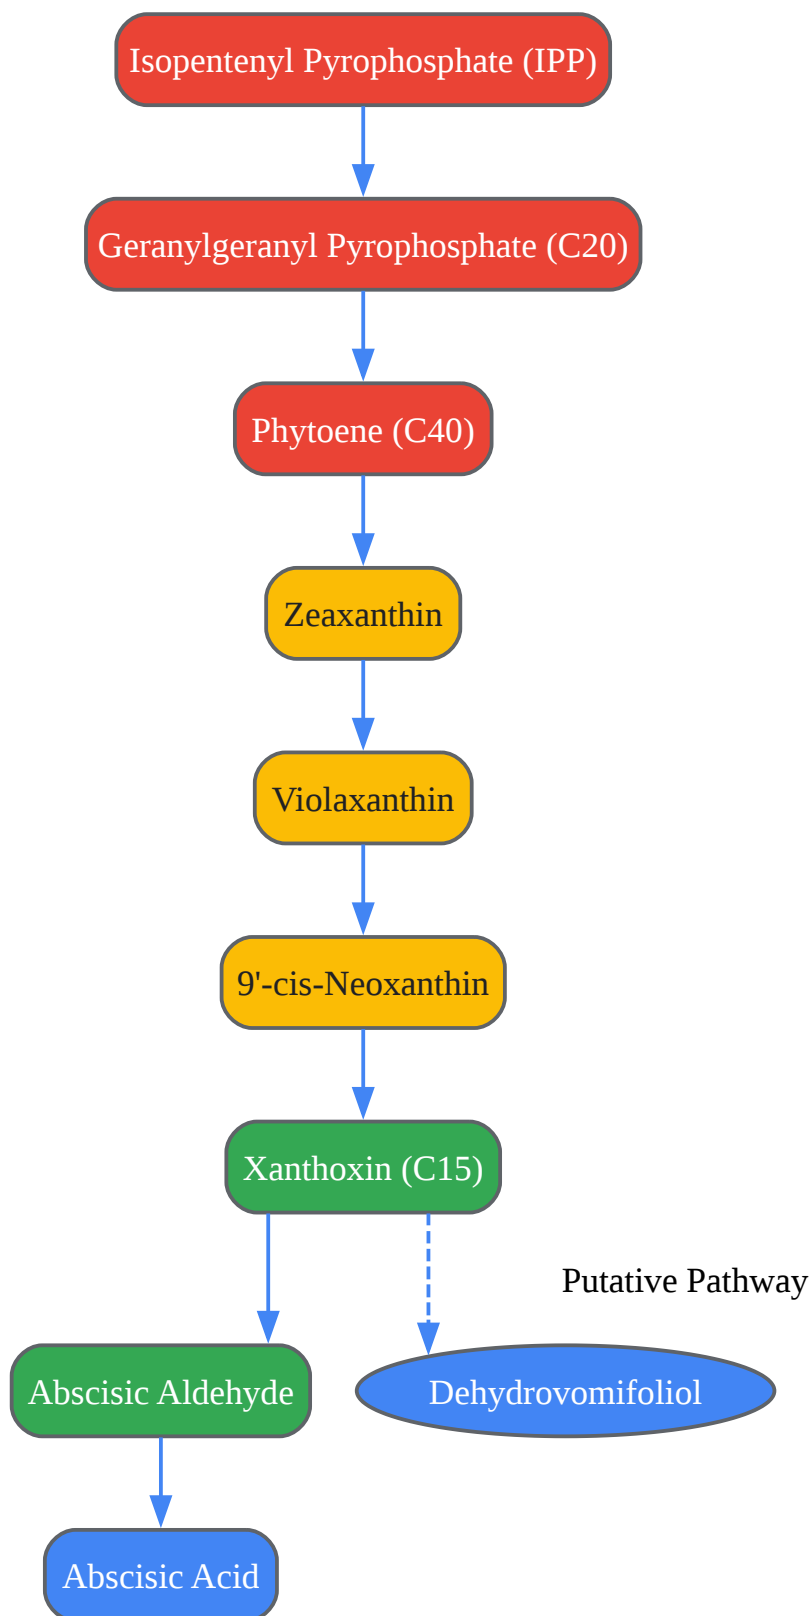 Isopentenyl Pyrophosphate (IPP)
Geranylgeranyl Pyrophosphate (C20)
Phytoene (C40)
Zeaxanthin
Violaxanthin
9'-cis-Neoxanthin
Xanthoxin (C15)
Putative Pathway
Abscisic Aldehyde
Dehydrovomifoliol
Abscisic Acid